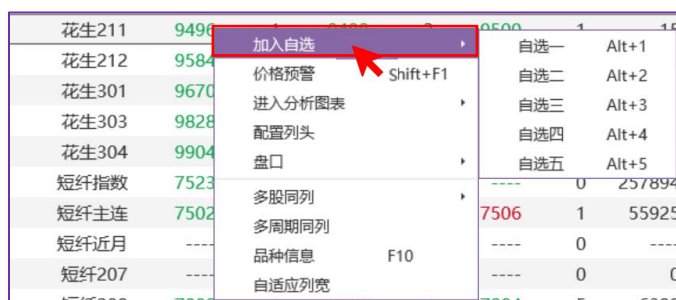 花生211 9496 1 15
花生212 9584
花生301 9670
花生303 9828
花生304 9904
短纤指数 7523 ---- 0 257894
短纤主连 7502 7506 1 55925
短纤近月 ---- ---- 0 ----
短纤207 ---- ---- 0
加入自选
价格预警 Shift+F1
进入分析图表
配置列头
盘口
多股同列
多周期同列
品种信息 F10
自适应列宽
自选一 Alt+1
自选二 Alt+2
自选三 Alt+3
自选四 Alt+4
自选五 Alt+5